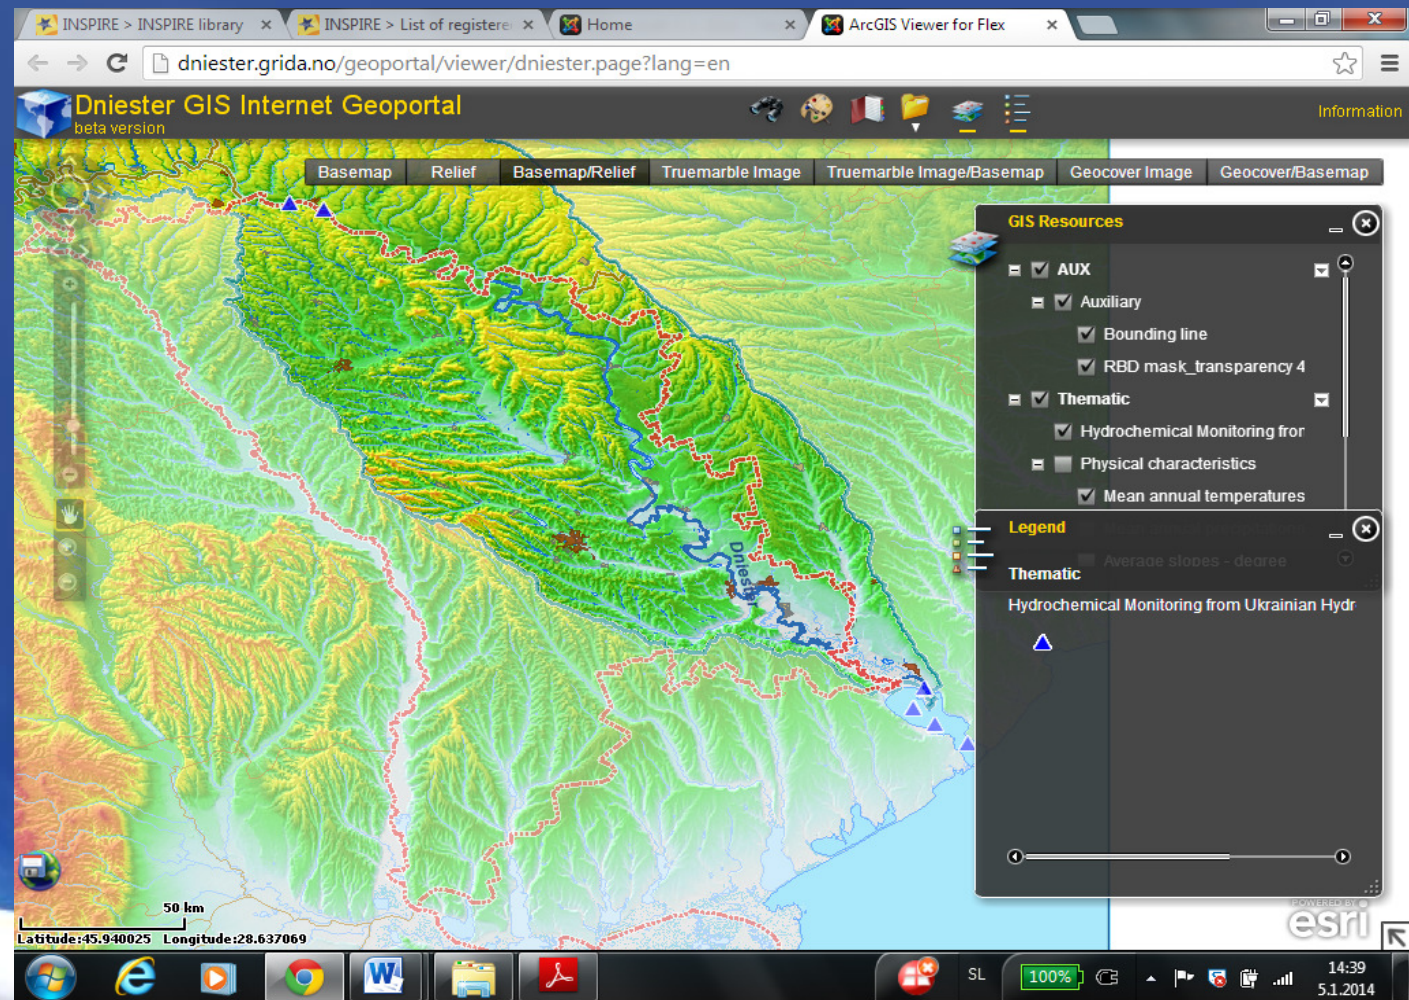 INSPIRE > INSPIRE library
INSPIRE > List of registere
Home
ArcGIS Viewer for Flex
dniester.grida.no/geoportal/viewer/dniester.page?lang=en
Dniester GIS Internet Geoportal
beta version
Information
Basemap
Relief
Basemap/Relief
Truemarble Image
Truemarble Image/Basemap
Geocover Image
Geocover/Basemap
GIS Resources
AUX
Auxiliary
Bounding line
RBD mask_transparency 4
Thematic
Hydrochemical Monitoring fror
Physical characteristics
Mean annual temperatures
Average slopes - degree
Legend
Thematic
Hydrochemical Monitoring from Ukrainian Hydr
Dniester
50 km
Latitude:45.940025 Longitude:28.637069
POWERED BY
esri
SL
100%
14:39
5.1.2014